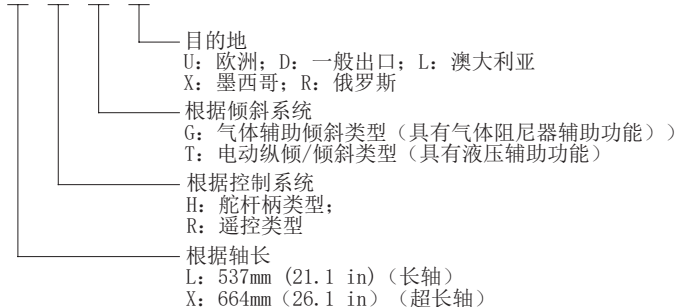 目的地
U: 欧洲; D: 一般出口; L: 澳大利亚
X: 墨西哥; R: 俄罗斯
根据倾斜系统
G: 气体辅助倾斜类型（具有气体阻尼器辅助功能））
T: 电动纵倾/倾斜类型（具有液压辅助功能）
根据控制系统
H: 舵杆柄类型;
R: 遥控类型
根据轴长
L: 537mm (21.1 in)（长轴）
X: 664mm（26.1 in）（超长轴）